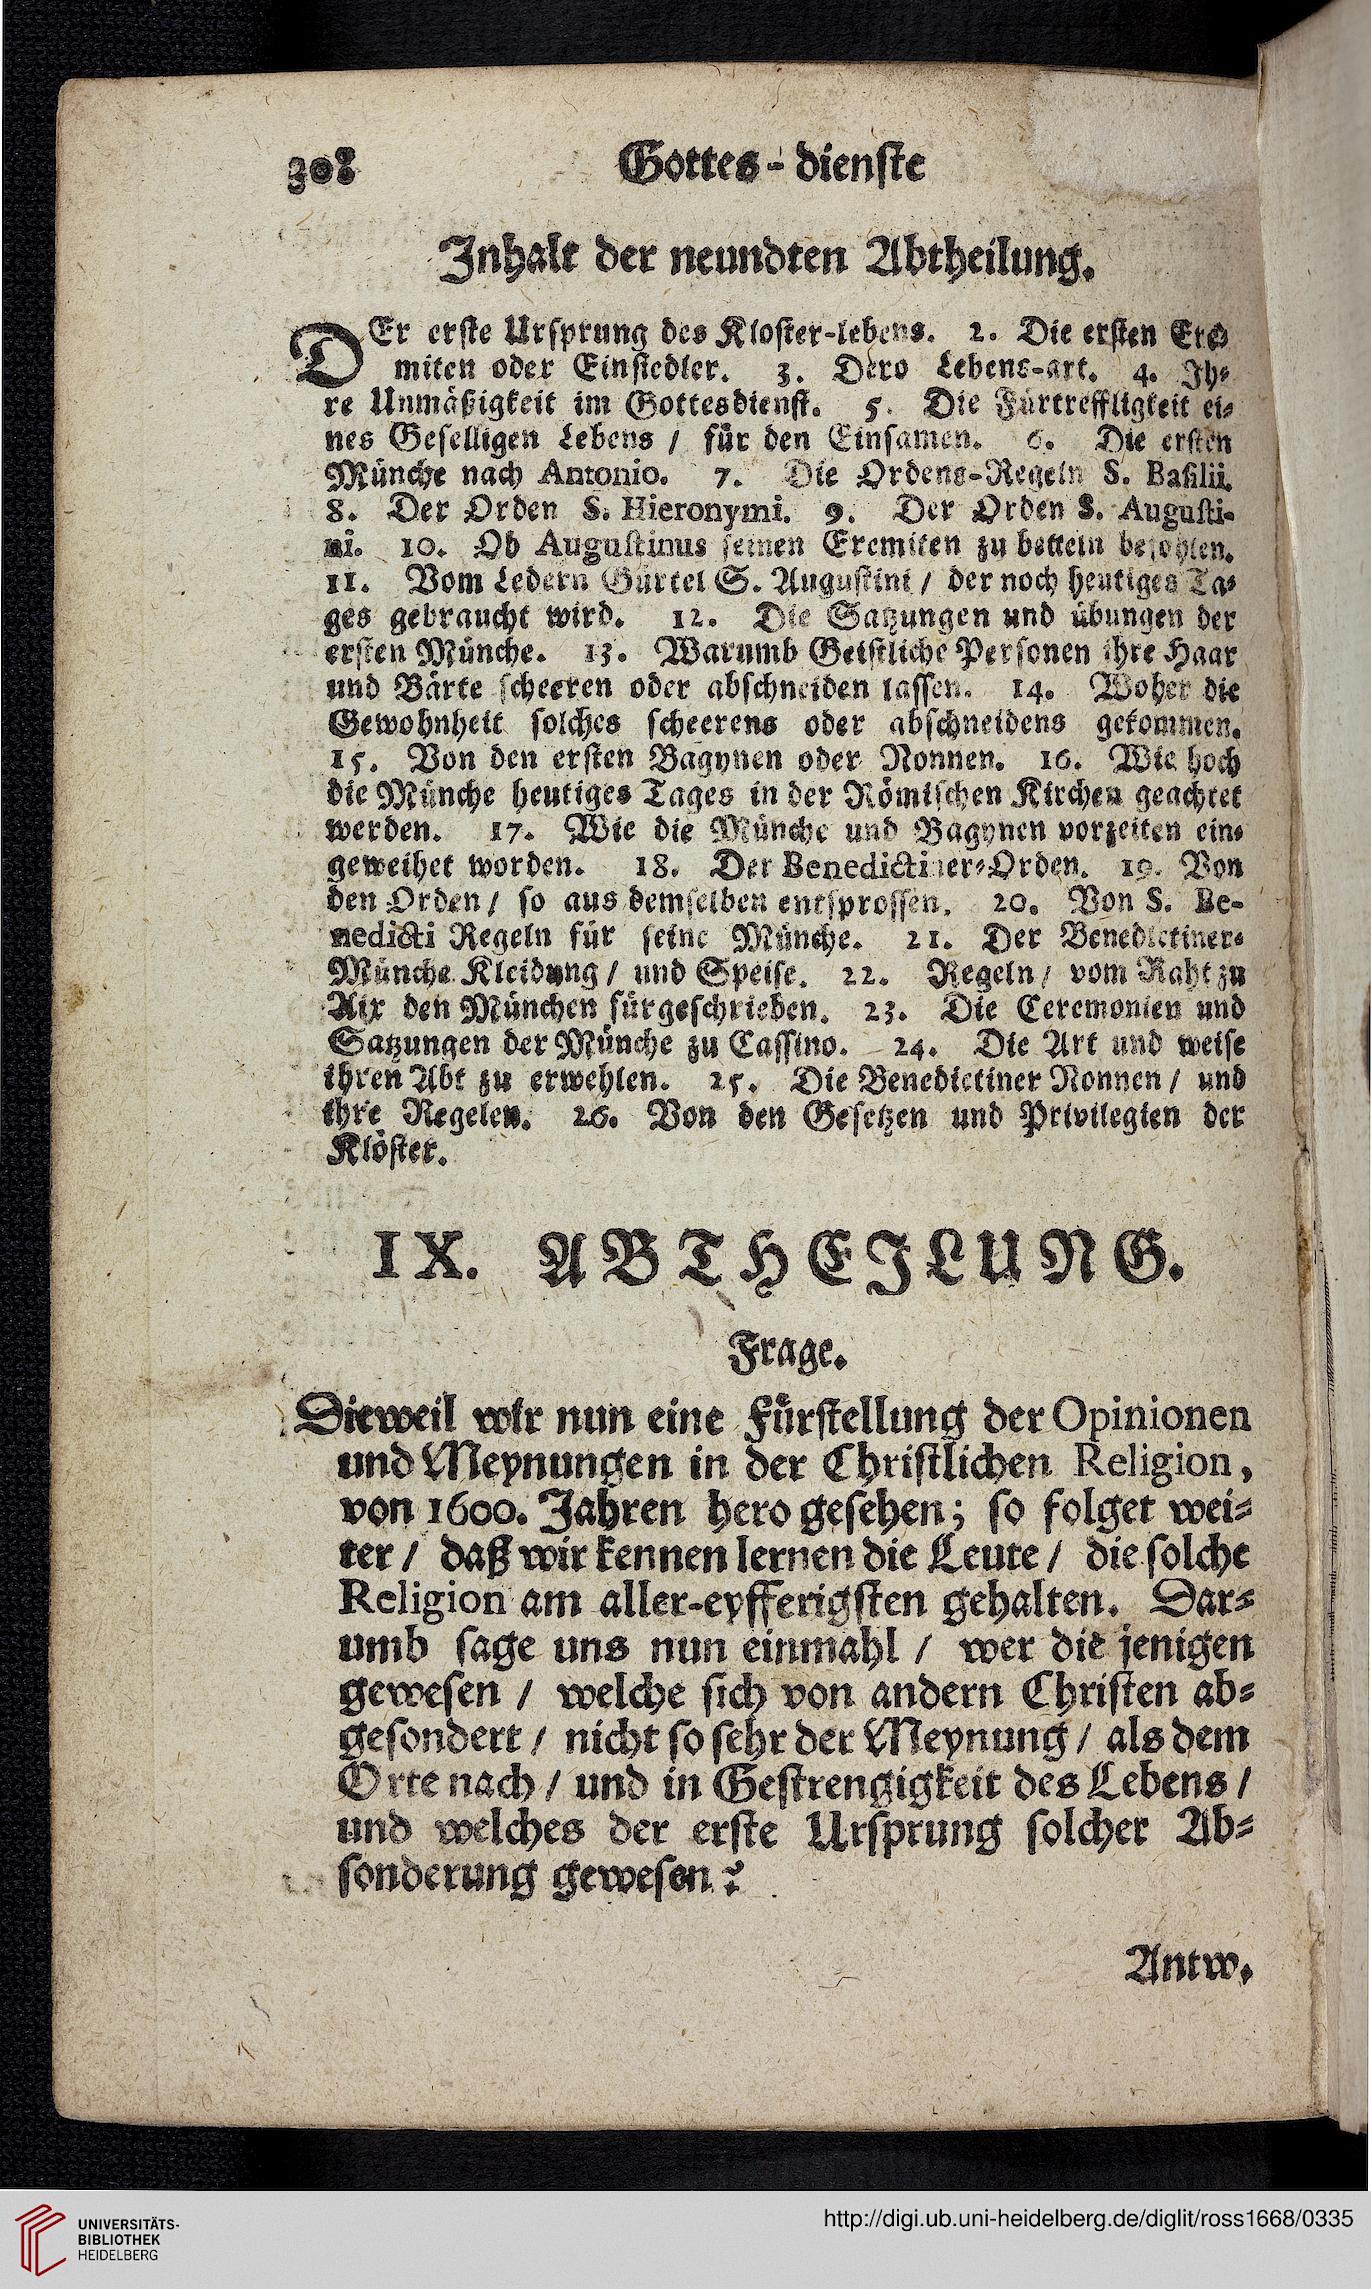 308 Gottes-dienste
Inhalt der neundten Abtheilung.
DEr erste Ursprung des Kloster-lebens. 2. Die ersten Ere-
miten oder Einsiedler. 3. Dero Lebens-art. 4. Ih-
re Unmäßigkeit im Gottesdienst. 5. Die Fürtreffligkeit ei-
nes Geselligen Lebens / für den Einsamen. 6. Die ersten
Münche nach Antonio. 7. Die Ordens-Regeln S. Basilii.
8. Der Orden S. Hieronymi. 9. Der Orden S. Augusti-
ni. 10. Ob Augustinus seinen Eremiten zu betteln befohlen.
11. Vom Ledern Gürtel S. Augustini / der noch heutiges Ta-
ges gebraucht wird. 12. Die Satzungen und übungen der
ersten Münche. 13. Warumb Geistliche Personen ihre Haar
und Bärte scheeren oder abschneiden lassen. 14. Woher die
Gewohnheit solches scheerens oder abschneidens gekommen.
15. Von den ersten Bagynen oder Nonnen. 16. Wie hoch
die Münche heutiges Tages in der Römischen Kirchen geachtet
werden. 17. Wie die Münche und Bagynen vorzeiten ein-
geweihet worden. 18. Der Benedictiner-Orden. 19. Von
den Orden / so aus demselben entsprossen. 20. Von S. Be-
nedicti Regeln für seine Münche. 21. Der Benedictiner-
Münche Kleidung / und Speise. 22. Regeln / vom Raht zu
Aix den München fürgeschrieben. 23. Die Ceremonien und
Satzungen der Münche zu Cassino. 24. Die Art und weise
ihren Abt zu erwehlen. 25. Die Benedictiner Nonnen / und
ihre Regelen. 26. Von den Gesetzen und Privilegien der
Klöster.
IX. ABTHEILUNG.
Frage.
Dieweil wir nun eine Fürstellung der Opinionen
und Meynungen in der Christlichen Religion,
von 1600. Jahren hero gesehen; so folget wei-
ter / daß wir kennen lernen die Leute / die solche
Religion am aller-eyfferigsten gehalten. Dar-
umb sage uns nun einmahl / wer die jenigen
gewesen / welche sich von andern Christen ab-
gesondert / nicht so sehr der Meynung / als dem
Orte nach / und in Gestrengigkeit des Lebens /
und welches der erste Ursprung solcher Ab-
sonderung gewesen?
Antw.
UNIVERSITÄTS-
BIBLIOTHEK
HEIDELBERG
http://digi.ub.uni-heidelberg.de/diglit/ross1668/0335